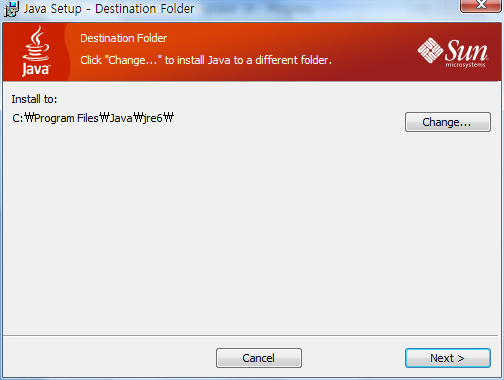 Java Setup - Destination Folder
Java
Destination Folder
Click "Change..." to install Java to a different folder.
Sun
microsystems
Install to:
C:₩Program Files₩Java₩jre6₩
Change...
Cancel
Next >